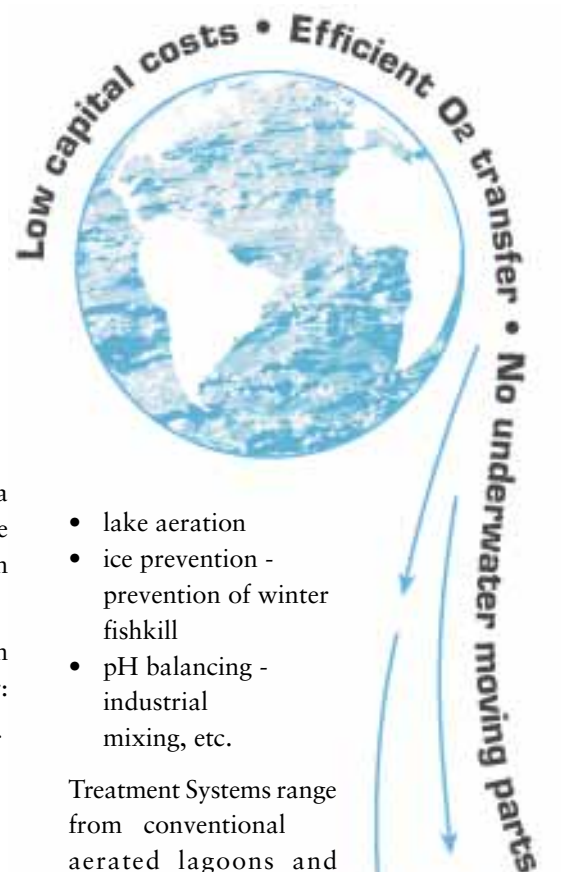 Low capital costs • Efficient O2 transfer • No underwater moving parts
a
e
n
n
:
• lake aeration
• ice prevention -
prevention of winter
fishkill
• pH balancing -
industrial
mixing, etc.
Treatment Systems range
from conventional
aerated lagoons and